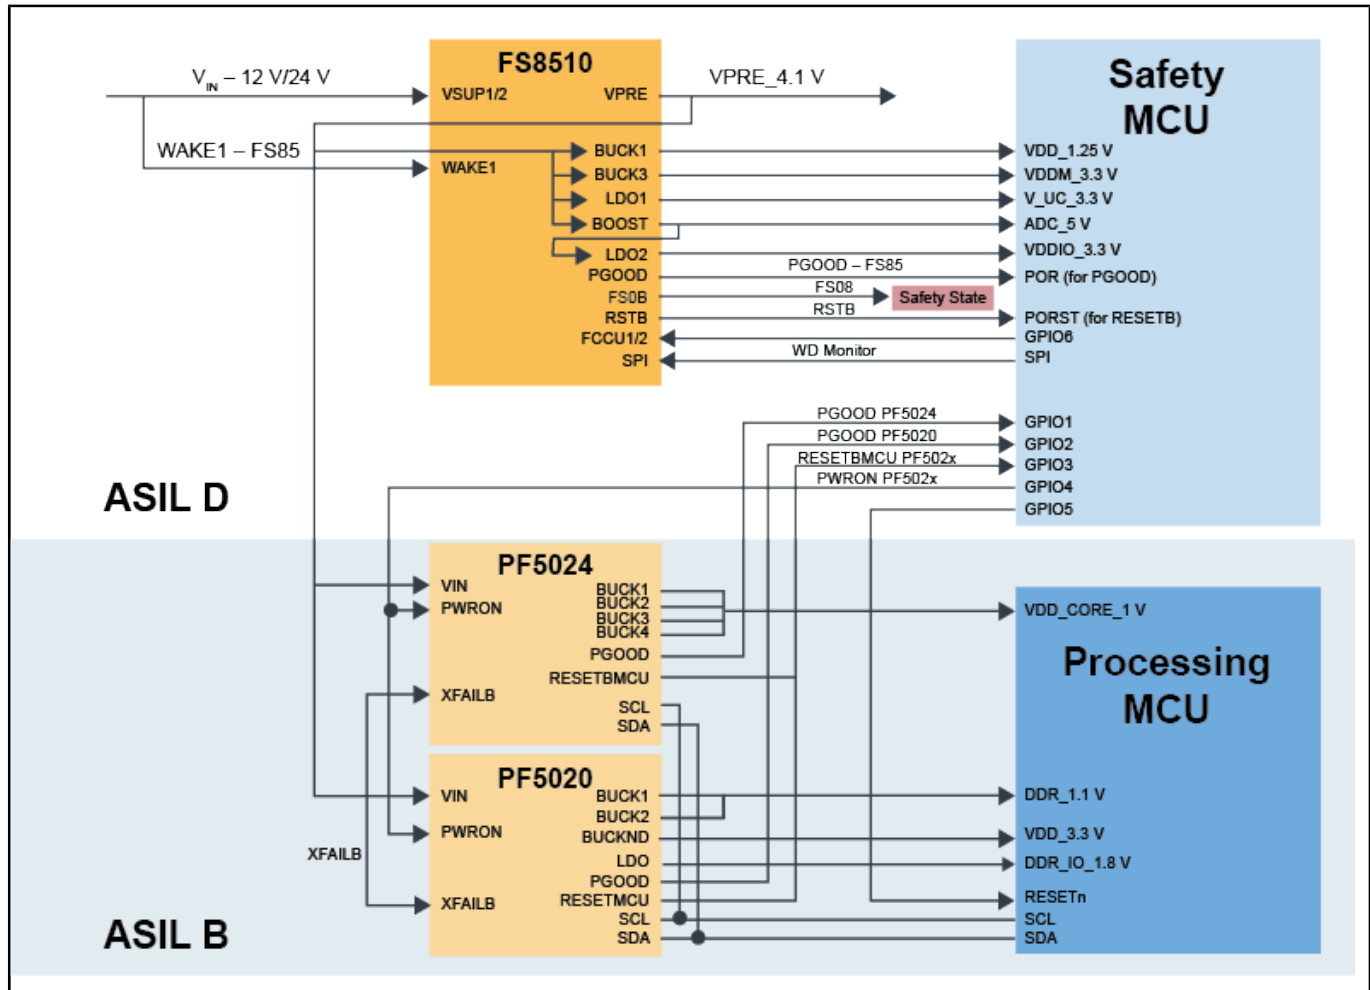 FS8510
Safety
MCU
VIN – 12 V/24 V
VPRE_4.1 V
VSUP1/2
VPRE
WAKE1 – FS85
WAKE1
BUCK1
VDD_1.25 V
BUCK3
VDDM_3.3 V
LDO1
V_UC_3.3 V
BOOST
ADC_5 V
LDO2
VDDIO_3.3 V
PGOOD
PGOOD – FS85
POR (for PGOOD)
FS0B
FS08
Safety State
RSTB
RSTB
PORST (for RESETB)
FCCU1/2
GPIO6
SPI
WD Monitor
SPI
PGOOD PF5024
GPIO1
PGOOD PF5020
GPIO2
RESETBMCU PF502x
GPIO3
PWRON PF502x
GPIO4
GPIO5
ASIL D
PF5024
VIN
BUCK1
PWRON
BUCK2
BUCK3
BUCK4
VDD_CORE_1 V
PGOOD
Processing
MCU
RESETBMCU
XFAILB
SCL
SDA
PF5020
VIN
BUCK1
DDR_1.1 V
BUCK2
PWRON
BUCKND
VDD_3.3 V
XFAILB
LDO
DDR_IO_1.8 V
PGOOD
RESETMCU
RESETn
XFAILB
SCL
SCL
SDA
SDA
ASIL B